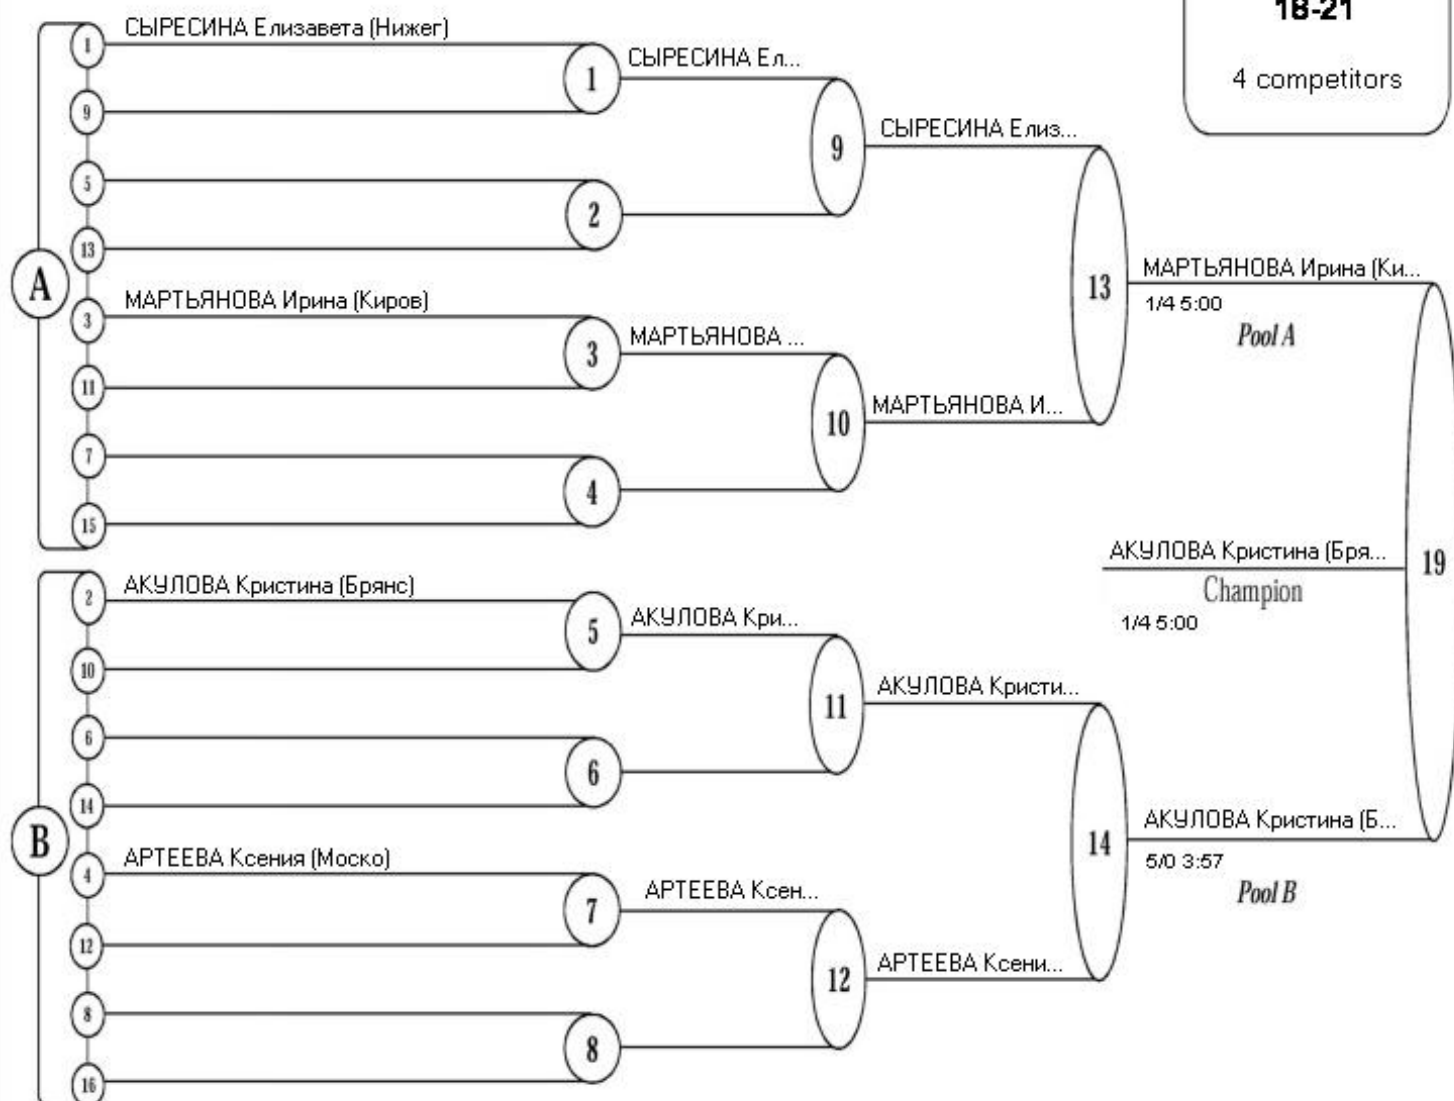 18-21
4 competitors
СЫРЕСИНА Елизавета (Нижег)
СЫРЕСИНА Ел...
СЫРЕСИНА Елиз...
1
9
5
13
1
2
9
A
МАРТЬЯНОВА Ирина (Киров)
МАРТЬЯНОВА ...
МАРТЬЯНОВА И...
3
11
7
15
3
4
10
13
МАРТЬЯНОВА Ирина (Ки...
1/4 5:00
Pool A
АКУЛОВА Кристина (Бря...
Champion
1/4 5:00
19
АКУЛОВА Кристина (Брянс)
АКУЛОВА Кри...
АКУЛОВА Кристи...
2
10
6
14
5
6
11
B
АРТЕЕВА Ксения (Моско)
АРТЕЕВА Ксен...
АРТЕЕВА Ксени...
4
12
8
16
7
8
12
14
АКУЛОВА Кристина (Б...
5/0 3:57
Pool B